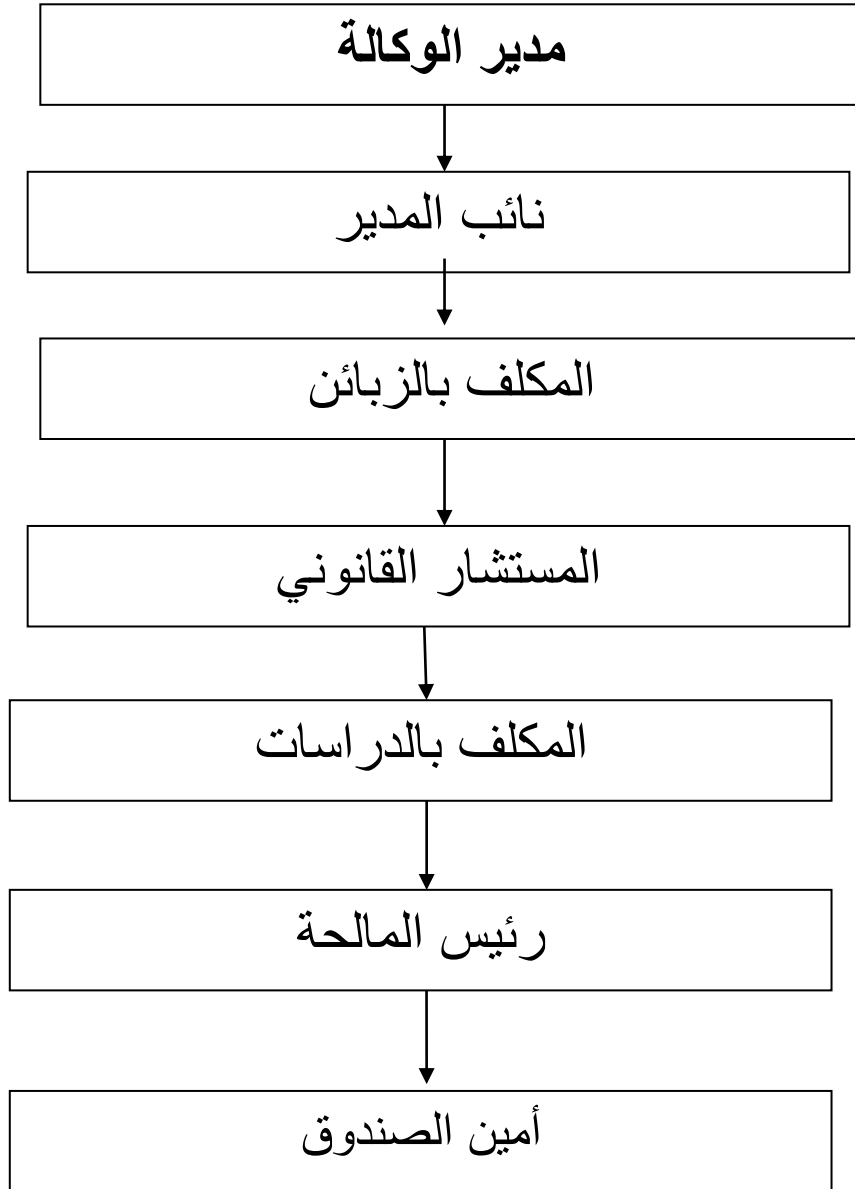 مدير الوكالة
نائب المدير
المكلف بالزبائن
المستشار القانوني
المكلف بالدراسات
رئيس المالحة
أمين الصندوق